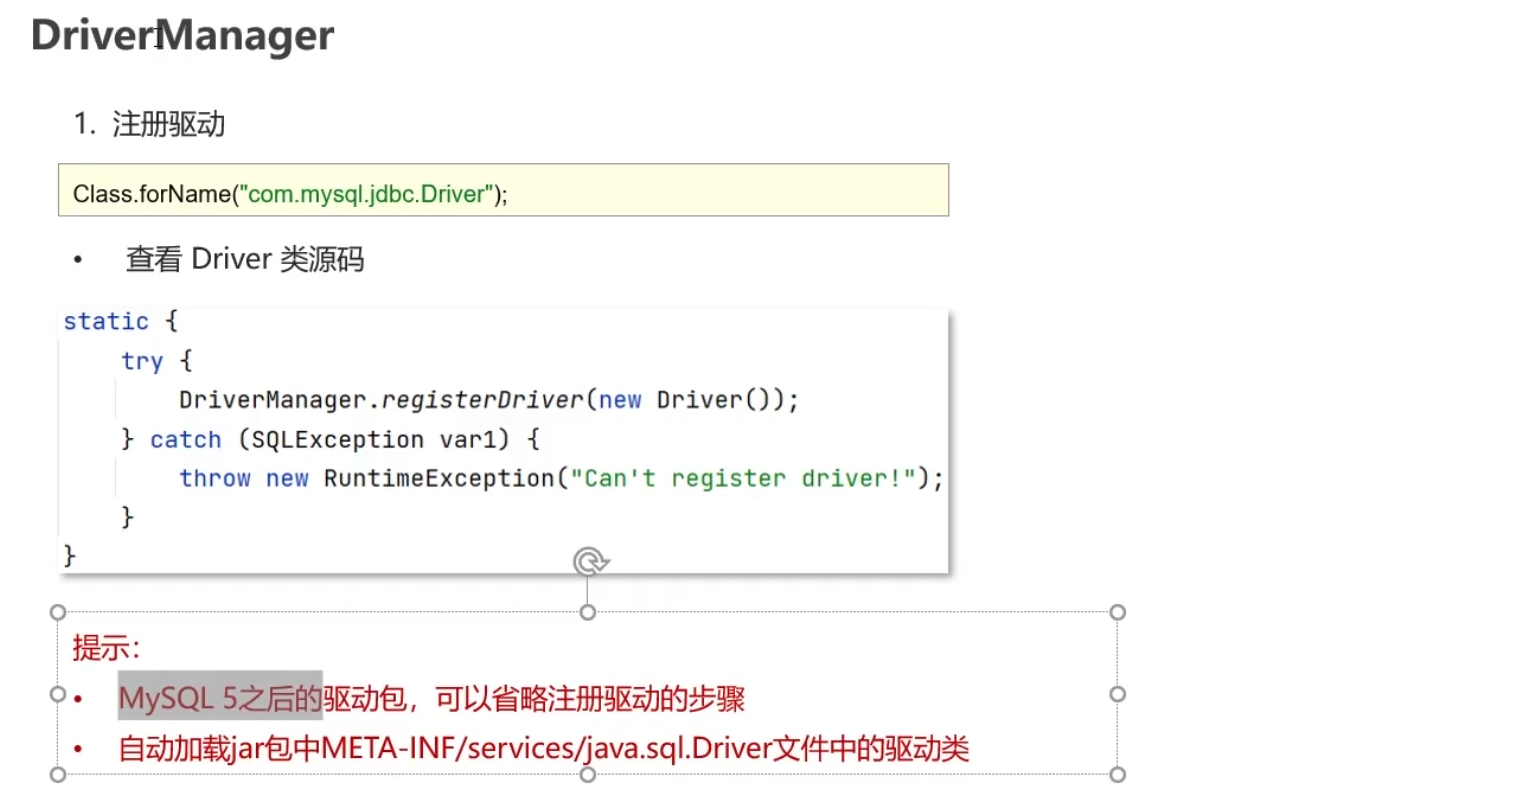 DriverManager
1. 注册驱动
Class.forName("com.mysql.jdbc.Driver");
• 查看 Driver 类源码
static {
    try {
        DriverManager.registerDriver(new Driver());
    } catch (SQLException var1) {
        throw new RuntimeException("Can't register driver!");
    }
}
提示：
• MySQL 5之后的驱动包，可以省略注册驱动的步骤
• 自动加载jar包中META-INF/services/java.sql.Driver文件中的驱动类